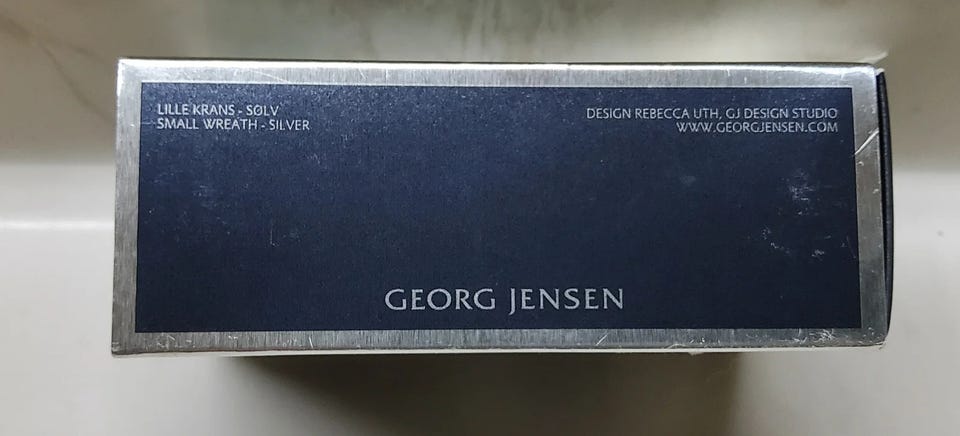 LILLE KRANS - SØLV
SMALL WREATH - SILVER
DESIGN REBECCA UTH, GJ DESIGN STUDIO
WWW.GEORGJENSEN.COM
GEORG JENSEN